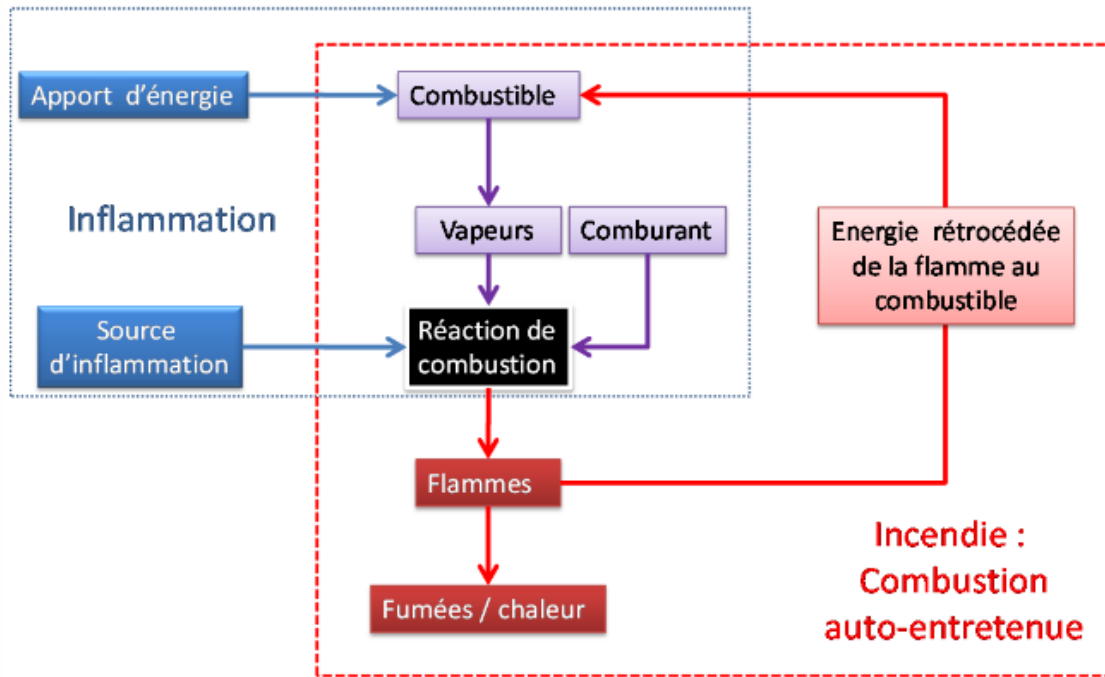 Apport d'énergie
Combustible
Inflammation
Vapeurs
Comburant
Energie rétrocédée
de la flamme au
combustible
Source
d'inflammation
Réaction de
combustion
Flammes
Incendie :
Combustion
auto-entretenue
Fumées / chaleur